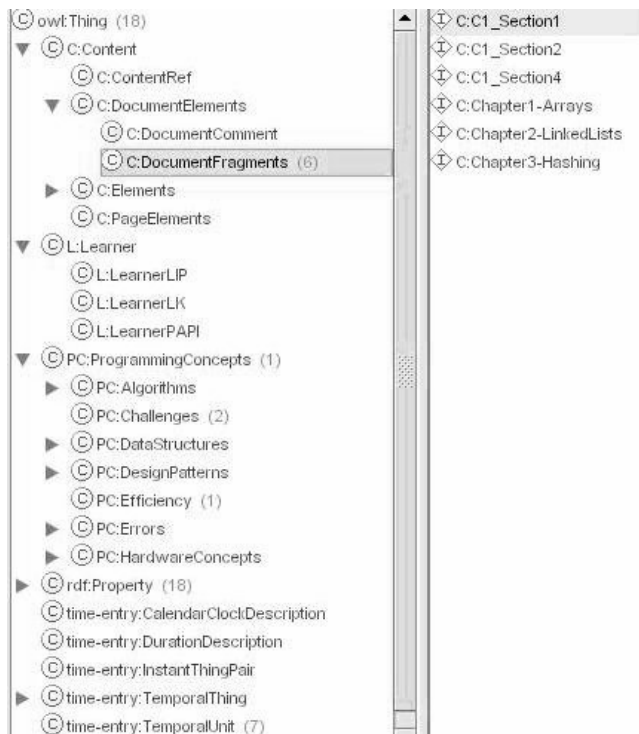 owl:Thing (18)
C:Content
C:ContentRef
C:DocumentElements
C:DocumentComment
C:DocumentFragments (6)
C:Elements
C:PageElements
L:Learner
L:LearnerLIP
L:LearnerLK
L:LearnerPAPI
PC:ProgrammingConcepts (1)
PC:Algorithms
PC:Challenges (2)
PC:DataStructures
PC:DesignPatterns
PC:Efficiency (1)
PC:Errors
PC:HardwareConcepts
rdf:Property (18)
time-entry:CalendarClockDescription
time-entry:DurationDescription
time-entry:InstantThingPair
time-entry:TemporalThing
time-entry:TemporalUnit (7)
C:C1_Section1
C:C1_Section2
C:C1_Section4
C:Chapter1-Arrays
C:Chapter2-LinkedLists
C:Chapter3-Hashing